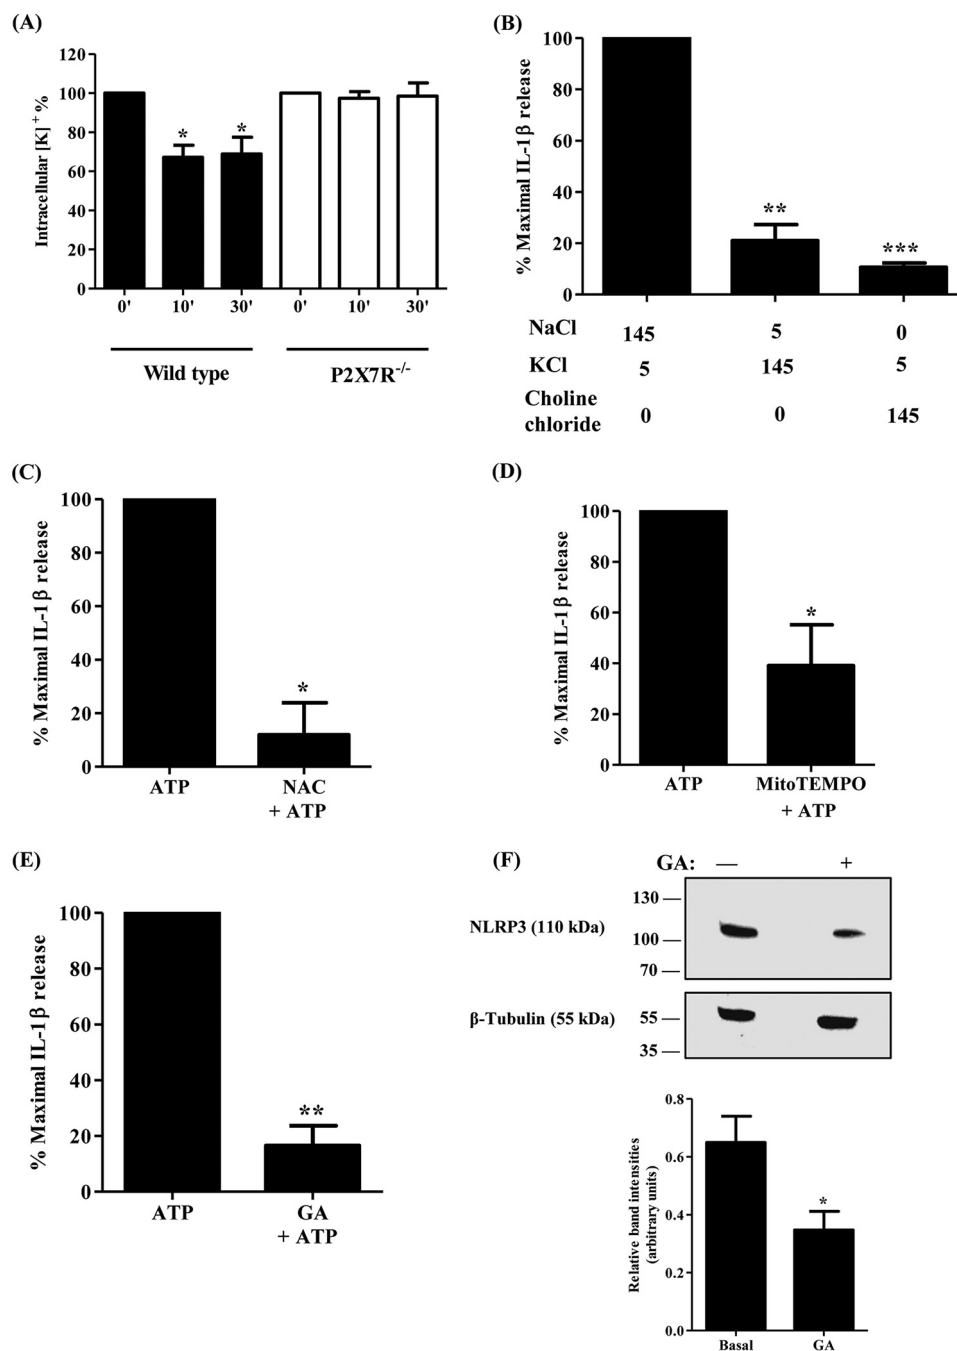 (A)
Intracellular [K]+%
120
100
80
60
40
20
0
* *
0' 10' 30' 0' 10' 30'
Wild type P2X7R-/-
(B)
% Maximal IL-1β release
100
80
60
40
20
0
**
***
NaCl 145 5 0
KCl 5 145 5
Choline
chloride 0 0 145
(C)
% Maximal IL-1β release
100
80
60
40
20
0
*
ATP NAC
+ ATP
(D)
% Maximal IL-1β release
100
80
60
40
20
0
*
ATP MitoTEMPO
+ ATP
(E)
% Maximal IL-1β release
100
80
60
40
20
0
**
ATP GA
+ ATP
(F)
GA: — +
NLRP3 (110 kDa)
130 —
100 —
70 —
β-Tubulin (55 kDa)
55 —
35 —
Relative band intensities
(arbitrary units)
0.8
0.6
0.4
0.2
0.0
*
Basal GA